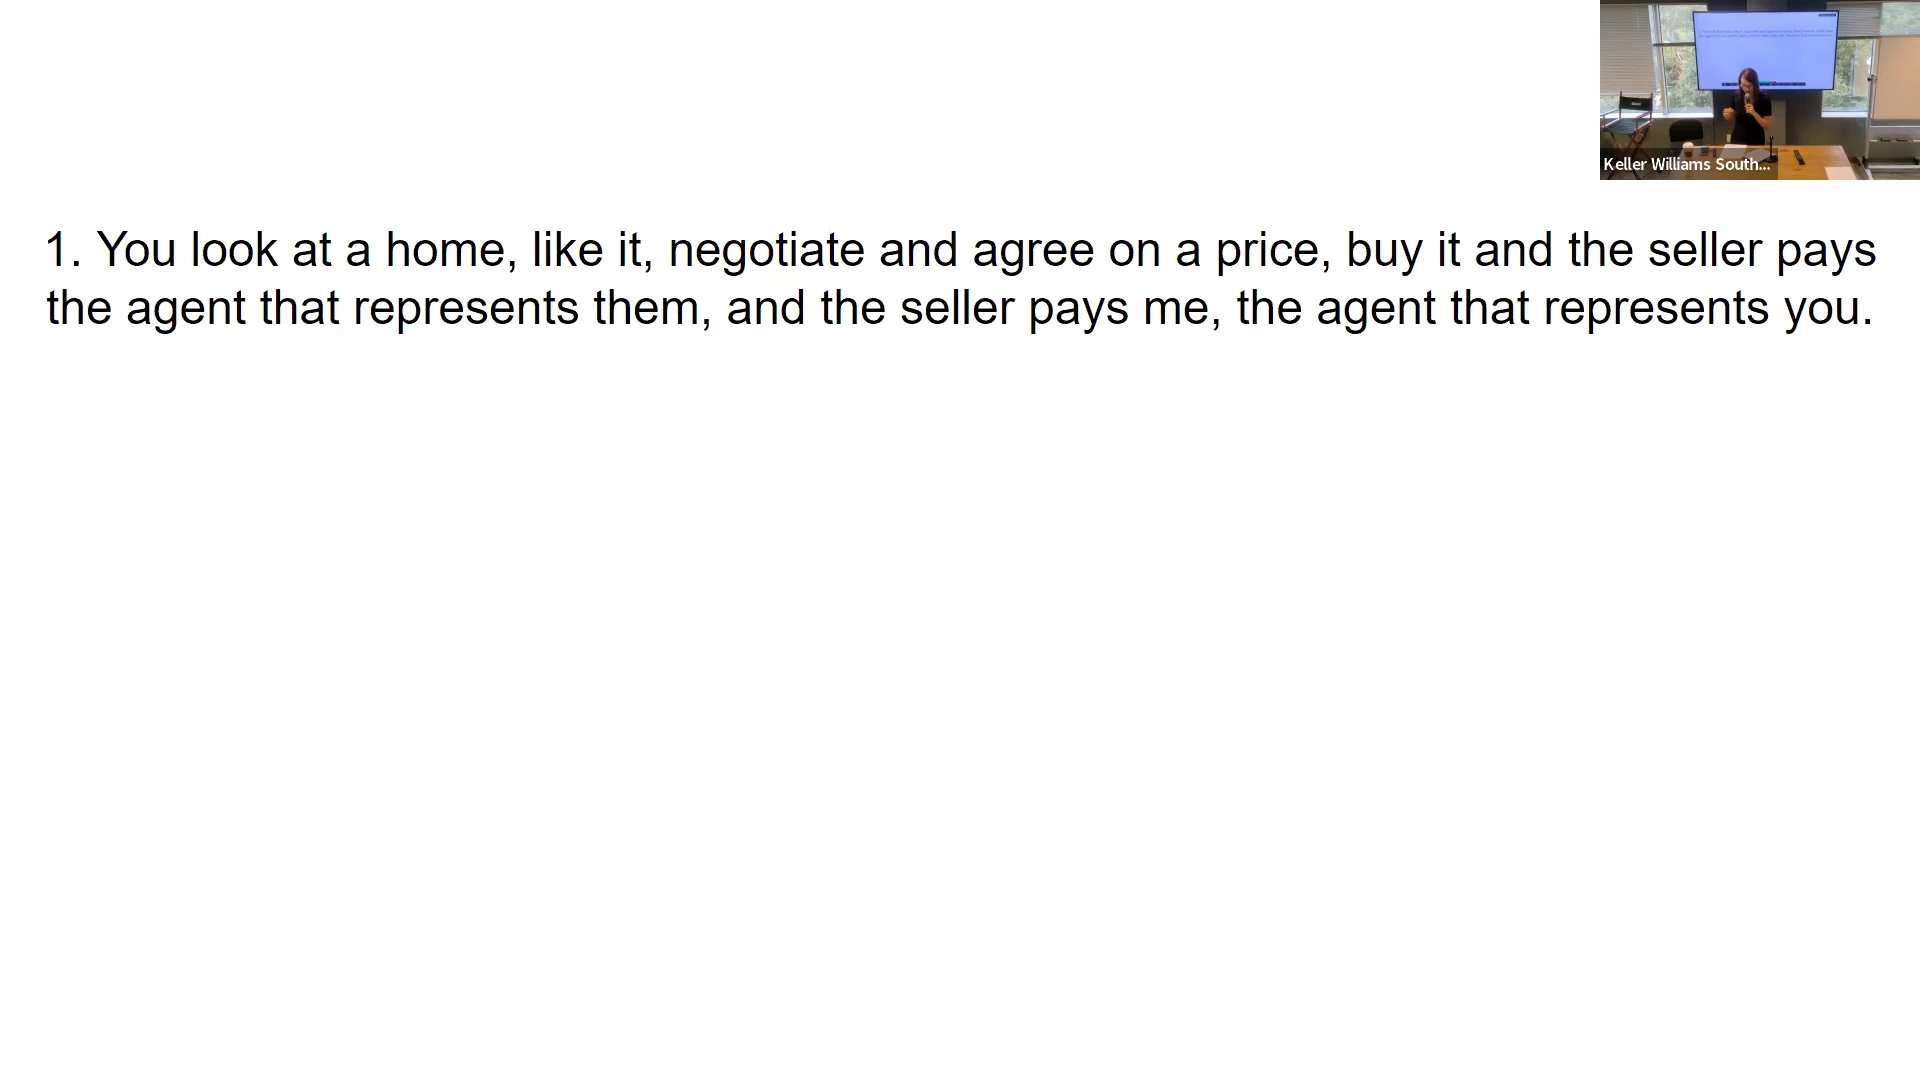 Keller Williams South...
1. You look at a home, like it, negotiate and agree on a price, buy it and the seller pays
the agent that represents them, and the seller pays me, the agent that represents you.